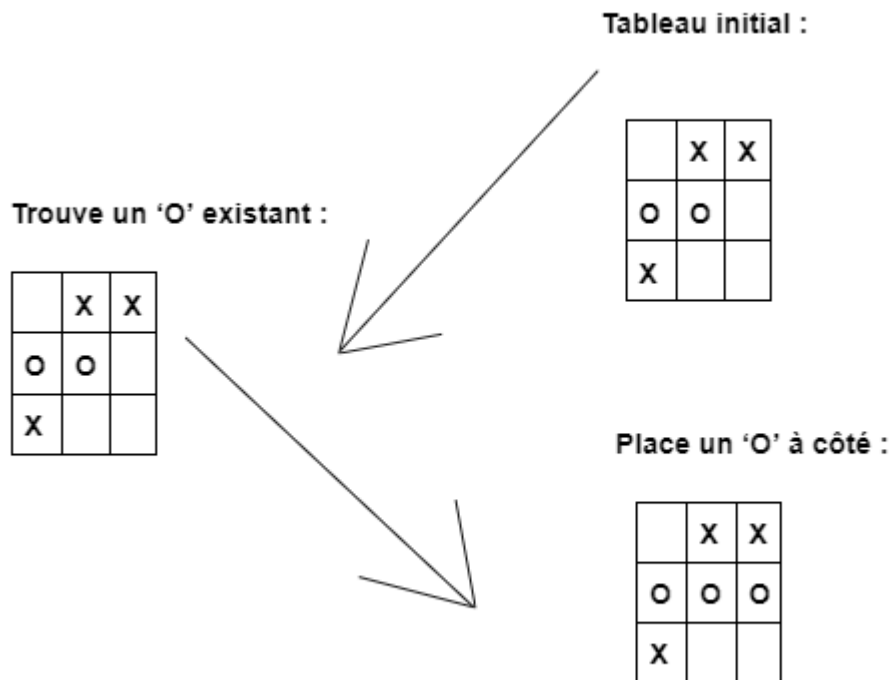 Tableau initial :
X X
O O
X
Trouve un ‘O’ existant :
X X
O O
X
Place un ‘O’ à côté :
X X
O O O
X